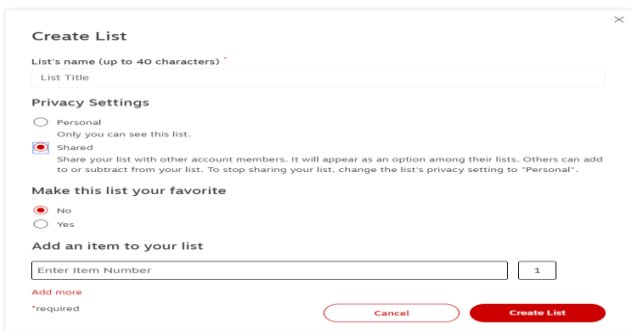 Create List
List's name (up to 40 characters) *
List Title
Privacy Settings
Personal
Only you can see this list.
Shared
Share your list with other account members. It will appear as an option among their lists. Others can add
to or subtract from your list. To stop sharing your list, change the list's privacy setting to "Personal".
Make this list your favorite
No
Yes
Add an item to your list
Enter Item Number 1
Add more
*required
Cancel Create List